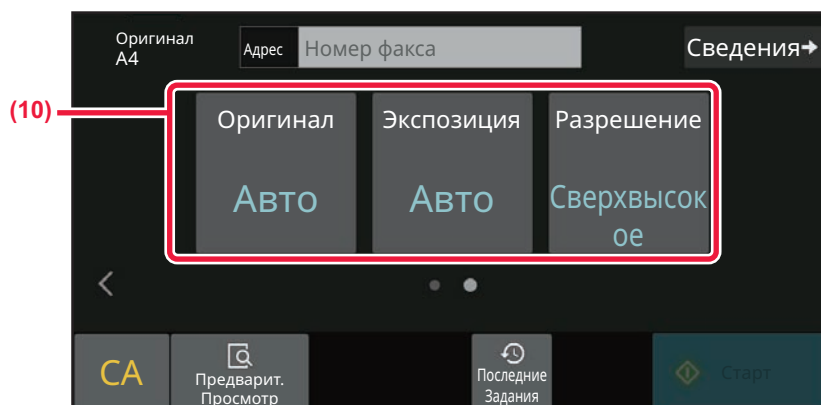 Оригинал
A4
Адрес
Номер факса
Сведения
(10)
Оригинал
Экспозиция
Разрешение
Авто
Авто
Сверхвысок
ое
CA
Предварит.
Просмотр
Последние
Задания
Старт